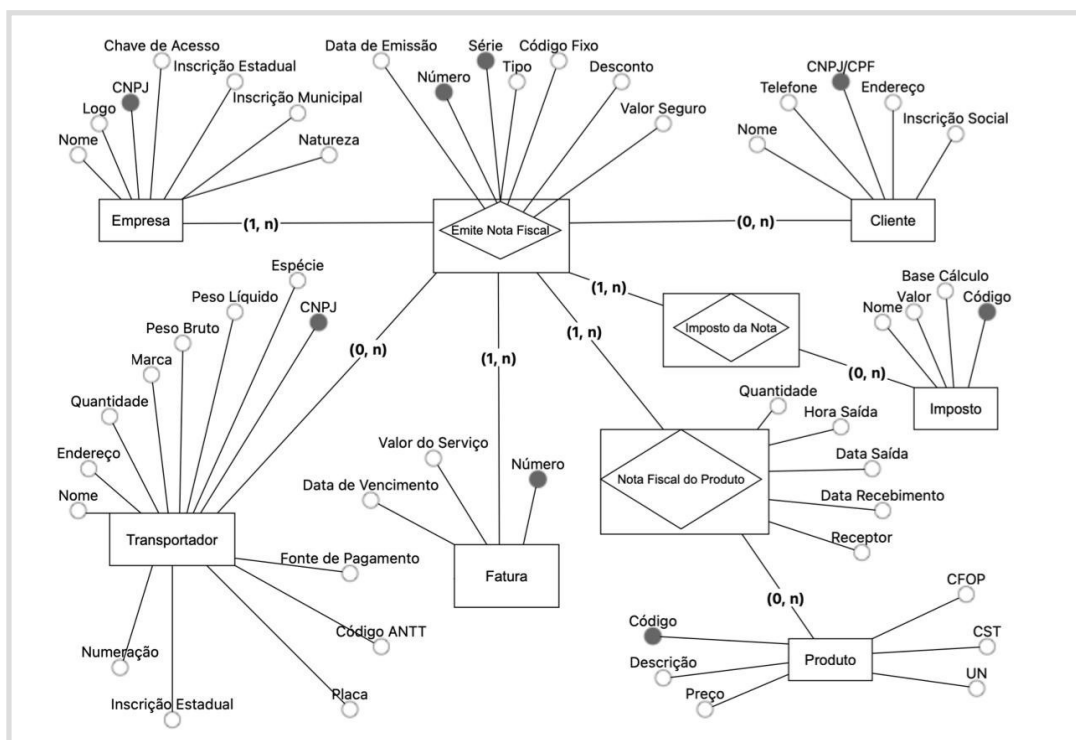 Chave de Acesso
CNPJ
Inscrição Estadual
Logo
Inscrição Municipal
Nome
Natureza
Empresa
(1, n)
Data de Emissão
Série
Código Fixo
Número
Tipo
Desconto
Valor Seguro
Emite Nota Fiscal
(0, n)
CNPJ/CPF
Telefone
Endereço
Nome
Inscrição Social
Cliente
Espécie
Peso Líquido
CNPJ
Peso Bruto
Marca
Quantidade
Endereço
Nome
Transportador
(0, n)
Fonte de Pagamento
Código ANTT
Numeração
Placa
Inscrição Estadual
(1, n)
Valor do Serviço
Número
Data de Vencimento
Fatura
(1, n)
Imposto da Nota
(0, n)
Base Cálculo
Nome
Valor
Código
Imposto
(1, n)
Quantidade
Hora Saída
Nota Fiscal do Produto
Data Saída
Data Recebimento
Receptor
(0, n)
Código
CFOP
Descrição
Produto
CST
Preço
UN